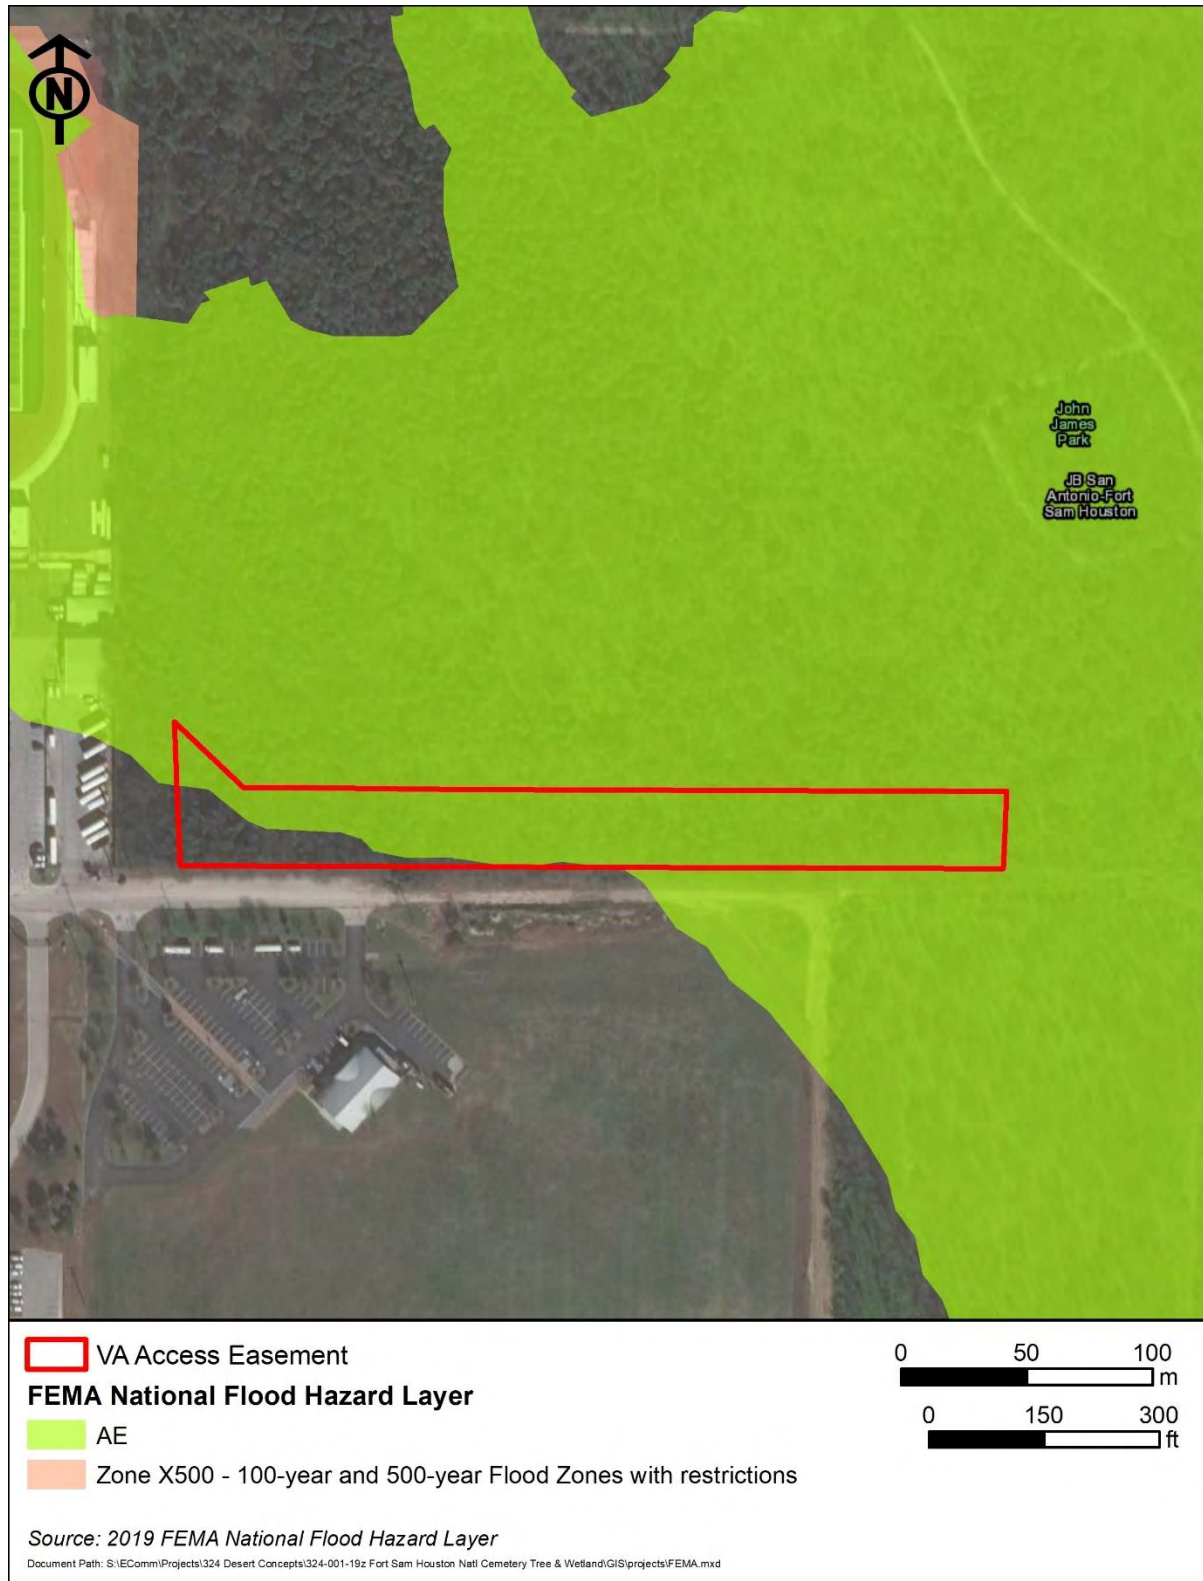 N
John
James
Park
JB San
Antonio-Fort
Sam Houston
VA Access Easement
FEMA National Flood Hazard Layer
AE
Zone X500 - 100-year and 500-year Flood Zones with restrictions
0 50 100
m
0 150 300
ft
Source: 2019 FEMA National Flood Hazard Layer
Document Path: S:\EComm\Projects\324 Desert Concepts\324-001-19z Fort Sam Houston Natl Cemetery Tree & Wetland\GIS\projects\FEMA.mxd